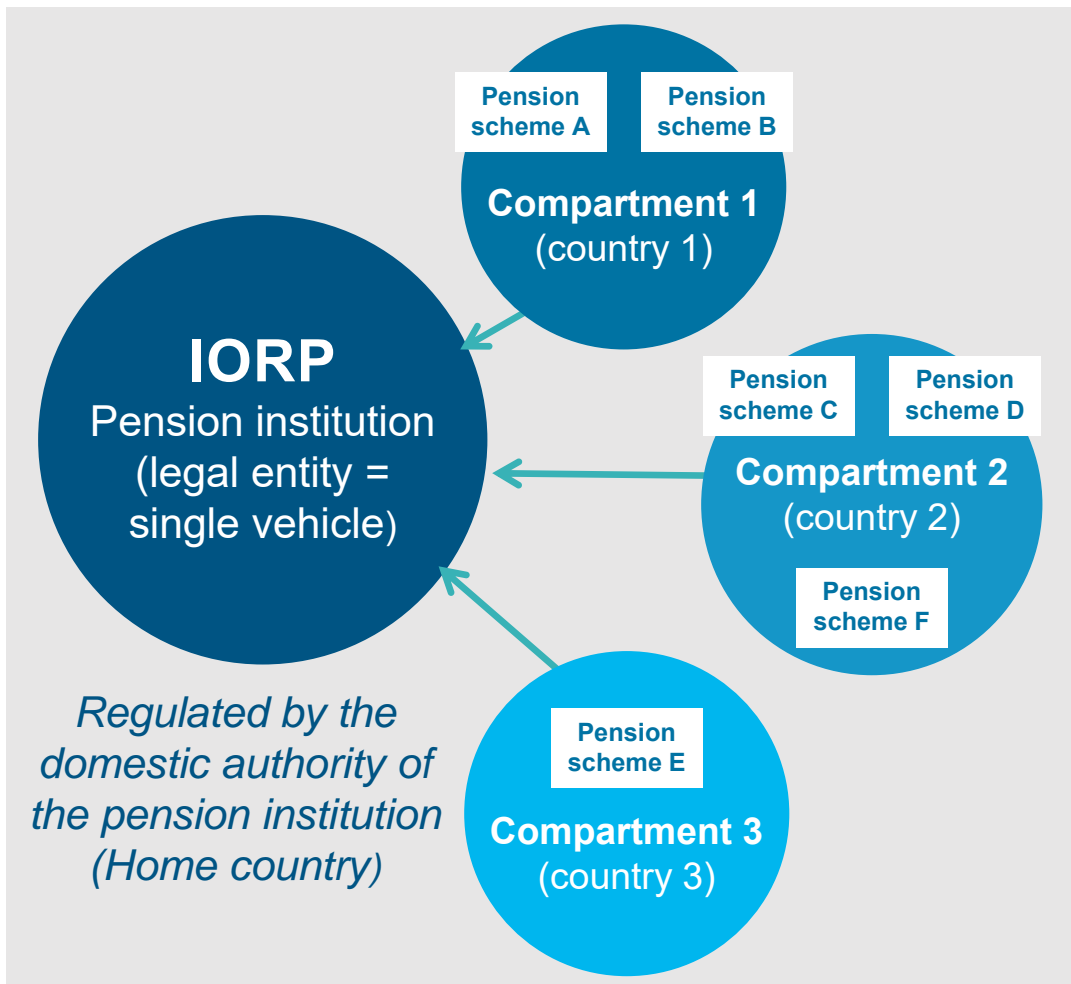 Pension
scheme A
Pension
scheme B
Compartment 1
(country 1)
IORP
Pension institution
(legal entity =
single vehicle)
Pension
scheme C
Pension
scheme D
Compartment 2
(country 2)
Pension
scheme F
Regulated by the
domestic authority of
the pension institution
(Home country)
Pension
scheme E
Compartment 3
(country 3)